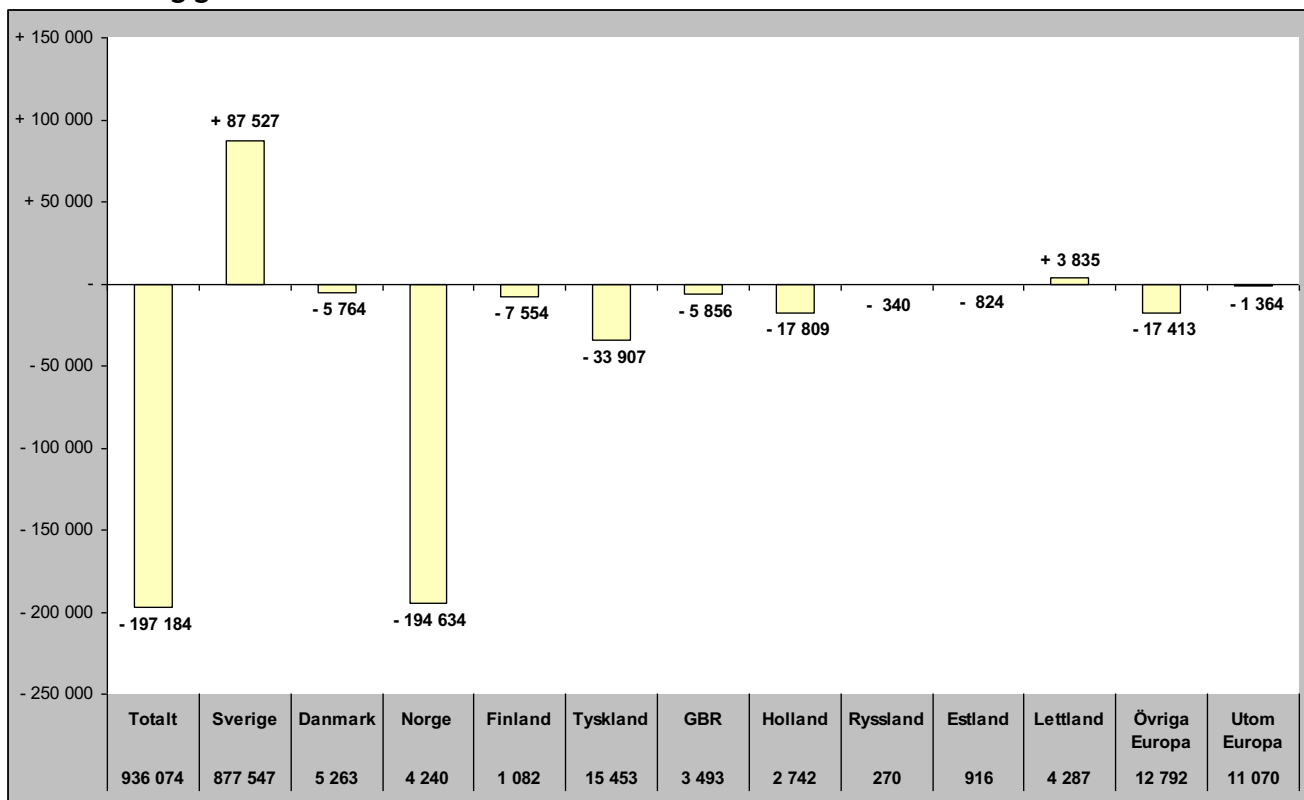 + 150 000
+ 100 000
+ 50 000
-
- 50 000
- 100 000
- 150 000
- 200 000
- 250 000
- 197 184
+ 87 527
- 5 764
- 194 634
- 7 554
- 33 907
- 5 856
- 17 809
- 340
- 824
+ 3 835
- 17 413
- 1 364
Totalt Sverige Danmark Norge Finland Tyskland GBR Holland Ryssland Estland Lettland Övriga Europa Utom Europa
936 074 877 547 5 263 4 240 1 082 15 453 3 493 2 742 270 916 4 287 12 792 11 070